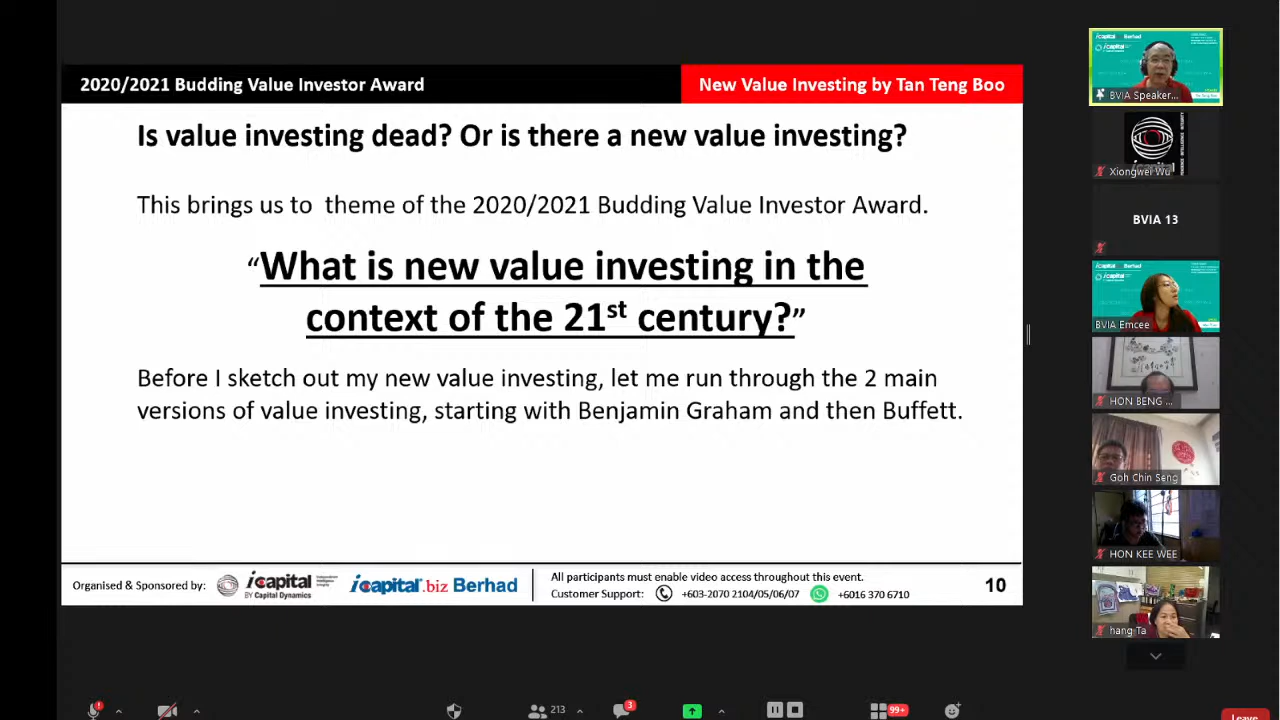 2020/2021 Budding Value Investor Award
New Value Investing by Tan Teng Boo
Is value investing dead? Or is there a new value investing?
This brings us to  theme of the 2020/2021 Budding Value Investor Award.
“What is new value investing in the
context of the 21st century?”
Before I sketch out my new value investing, let me run through the 2 main
versions of value investing, starting with Benjamin Graham and then Buffett.
Organised & Sponsored by:
icapital
BY Capital Dynamics
icapital.biz Berhad
All participants must enable video access throughout this event.
Customer Support:
+603-2070 2104/05/06/07
+6016 370 6710
10
icapital Berhad
BVIA Speaker...
Xiongwei Wu
BVIA 13
icapital Berhad
BVIA Emcee
HON BENG ...
Goh Chin Seng
HON KEE WEE
hang Ta
213
3
99+
Leave